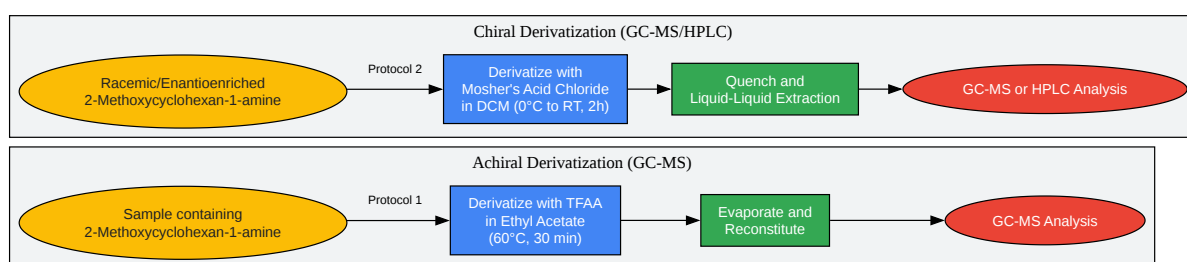 Chiral Derivatization (GC-MS/HPLC)
Racemic/Enantioenriched
2-Methoxycyclohexan-1-amine
Protocol 2
Derivatize with
Mosher's Acid Chloride
in DCM (0°C to RT, 2h)
Quench and
Liquid-Liquid Extraction
GC-MS or HPLC Analysis
Achiral Derivatization (GC-MS)
Sample containing
2-Methoxycyclohexan-1-amine
Protocol 1
Derivatize with TFAA
in Ethyl Acetate
(60°C, 30 min)
Evaporate and
Reconstitute
GC-MS Analysis